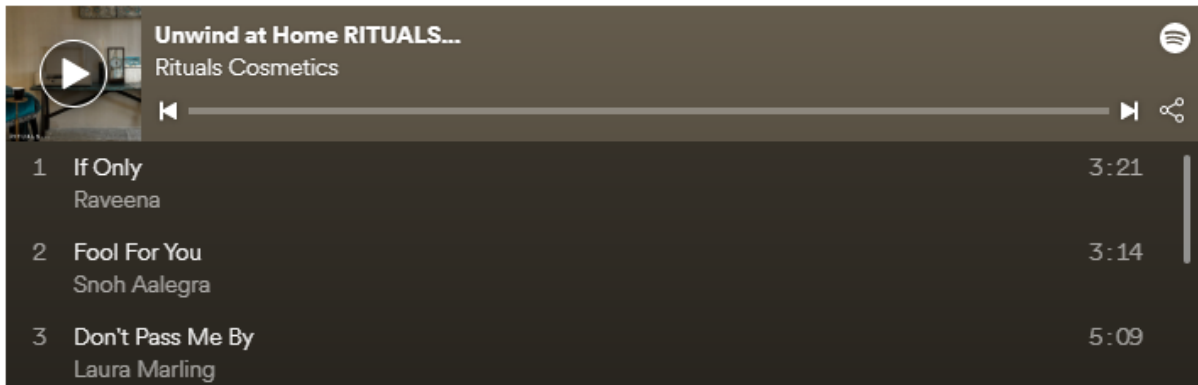 Unwind at Home RITUALS...
Rituals Cosmetics
RITUALS...
1 If Only 3:21
Raveena
2 Fool For You 3:14
Snoh Aalegra
3 Don't Pass Me By 5:09
Laura Marling